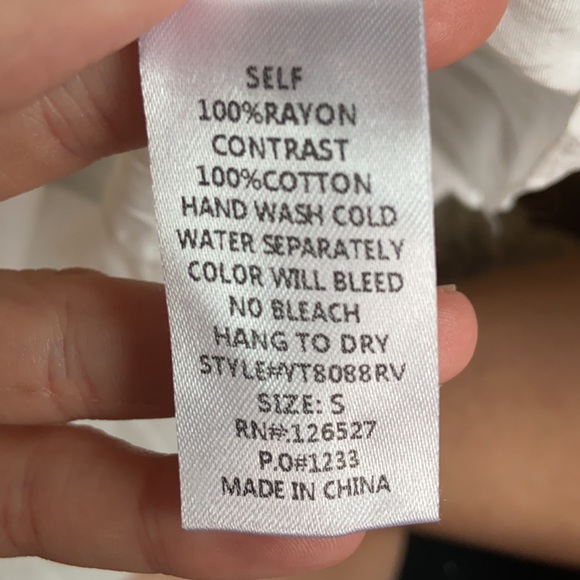 SELF
100%RAYON
CONTRAST
100%COTTON
HAND WASH COLD
WATER SEPARATELY
COLOR WILL BLEED
NO BLEACH
HANG TO DRY
STYLE#YT8088RV
SIZE: S
RN#:126527
P.O#1233
MADE IN CHINA